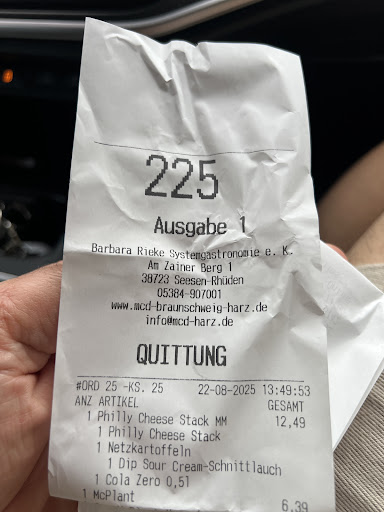 225
Ausgabe 1
Barbara Rieke Systemgastronomie e. K.
Am Zainer Berg 1
38723 Seesen-Rhüden
05384-907001
www.mcd-braunschweig-harz.de
info@mcd-harz.de
QUITTUNG
#ORD 25 -KS. 25 22-08-2025 13:49:53
ANZ ARTIKEL GESAMT
1 Philly Cheese Stack MM 12,49
1 Philly Cheese Stack
1 Netzkartoffeln
1 Dip Sour Cream-Schnittlauch
1 Cola Zero 0,5l
1 McPlant 6,39